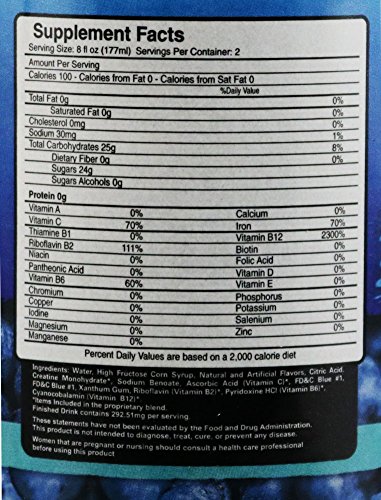 Supplement Facts
Serving Size: 8 fl oz (177ml) Servings Per Container: 2
Amount Per Serving
Calories 100 - Calories from Fat 0 - Calories from Sat Fat 0
%Daily Value
Total Fat 0g 0%
Saturated Fat 0g 0%
Cholesterol 0mg 0%
Sodium 30mg 1%
Total Carbohydrates 25g 8%
Dietary Fiber 0g 0%
Sugars 24g
Sugars Alcohols 0g
Protein 0g
Vitamin A 0% Calcium 0%
Vitamin C 70% Iron 70%
Thiamine B1 0% Vitamin B12 2300%
Riboflavin B2 111% Biotin 0%
Niacin 0% Folic Acid 0%
Pantheonic Acid 0% Vitamin D 0%
Vitamin B6 60% Vitamin E 0%
Chromium 0% Phosphorus 0%
Copper 0% Potassium 0%
Iodine 0% Salenium 0%
Magnesium 0% Zinc 0%
Manganese 0%
Percent Daily Values are based on a 2,000 calorie diet
Ingredients: Water, High Fructose Corn Syrup, Natural and Artificial Flavors, Citric Acid,
Creatine Monohydrate*, Sodium Benoate, Ascorbic Acid (Vitamin C)*, FD&C Blue #1,
FD&C Blue #1, Xanthum Gum, Riboflavin (Vitamin B2)*, Pyridoxine HCl (Vitamin B6)*,
Cyanocobalamin (Vitamin B12)*
*Items Included in the proprietary blend.
Finished Drink contains 292.51mg per serving.
These statements have not been evaluated by the Food and Drug Administration.
This product is not intended to diagnose, treat, cure, or prevent any disease.
Women that are pregnant or nursing should consult a health care professional
before using this product